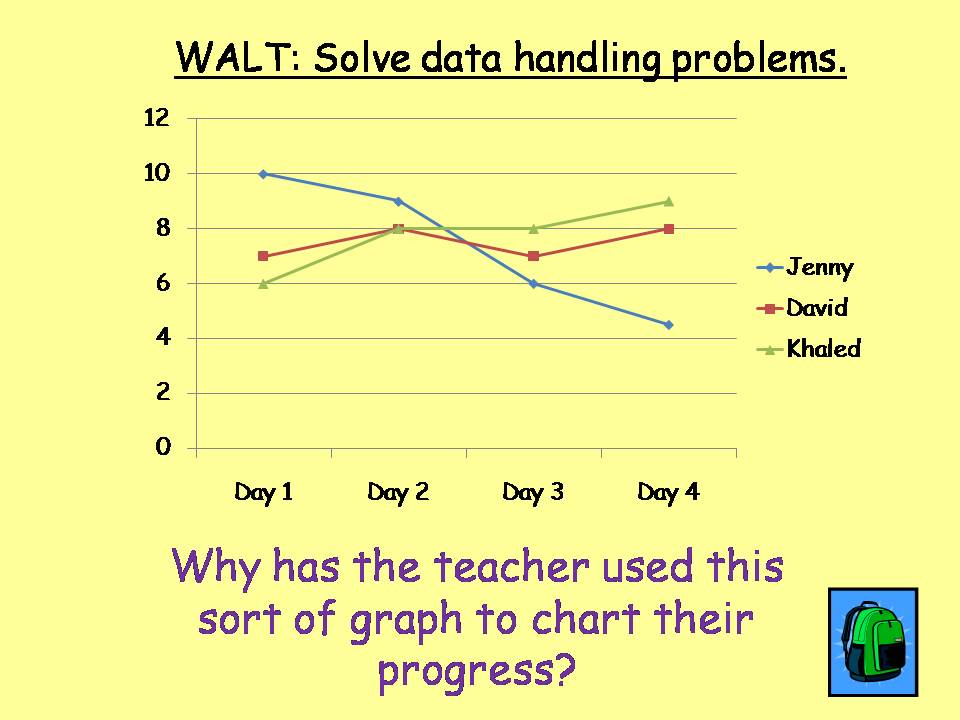 WALT: Solve data handling problems.
12
10
8
6
4
2
0
Day 1 Day 2 Day 3 Day 4
Jenny
David
Khaled
Why has the teacher used this
sort of graph to chart their
progress?